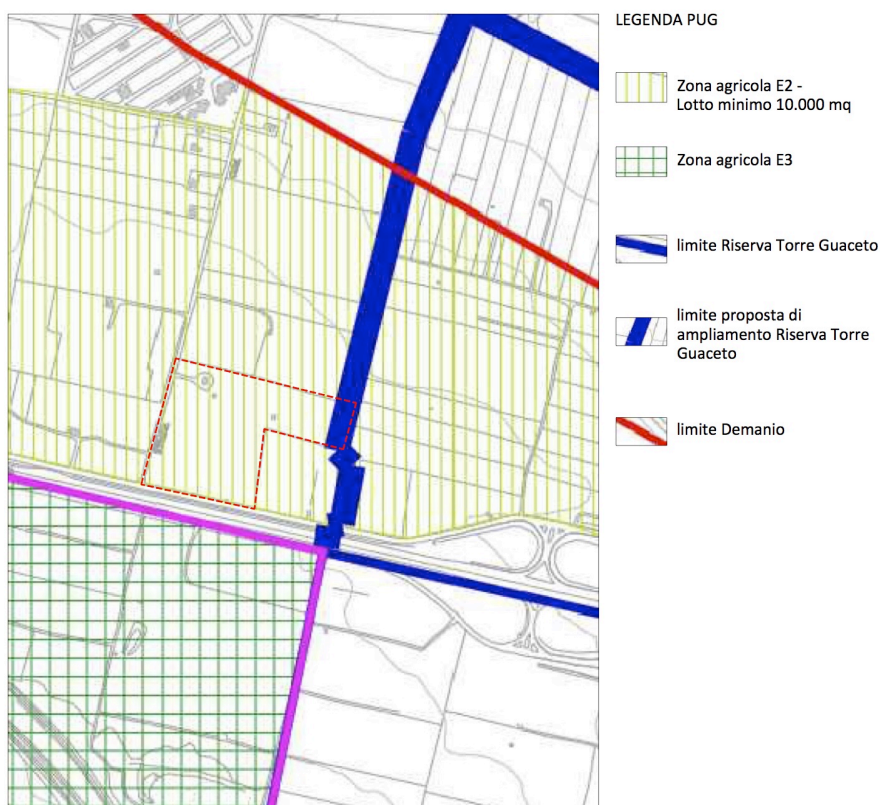 LEGENDA PUG
Zona agricola E2 -
Lotto minimo 10.000 mq
Zona agricola E3
limite Riserva Torre Guaceto
limite proposta di
ampliamento Riserva Torre
Guaceto
limite Demanio